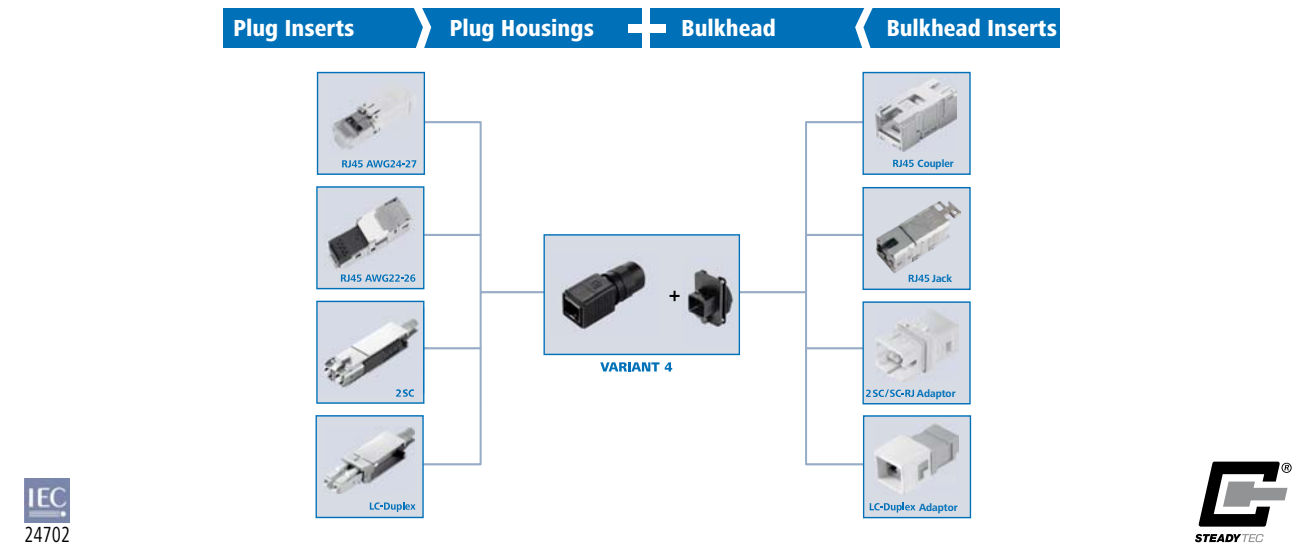 Plug Inserts
Plug Housings
Bulkhead
Bulkhead Inserts
RJ45 AWG24-27
RJ45 AWG22-26
2SC
LC-Duplex
+
VARIANT 4
RJ45 Coupler
RJ45 Jack
2SC/SC-RJ Adaptor
LC-Duplex Adaptor
IEC
24702
®
STEADYTEC